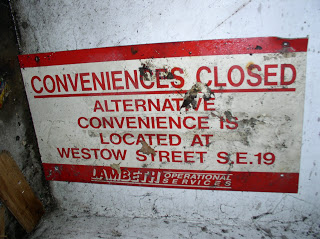 CONVENIENCES CLOSED
ALTERNATIVE
CONVENIENCE IS
LOCATED AT
WESTOW STREET S.E.19
LAMBETH OPERATIONAL
SERVICES